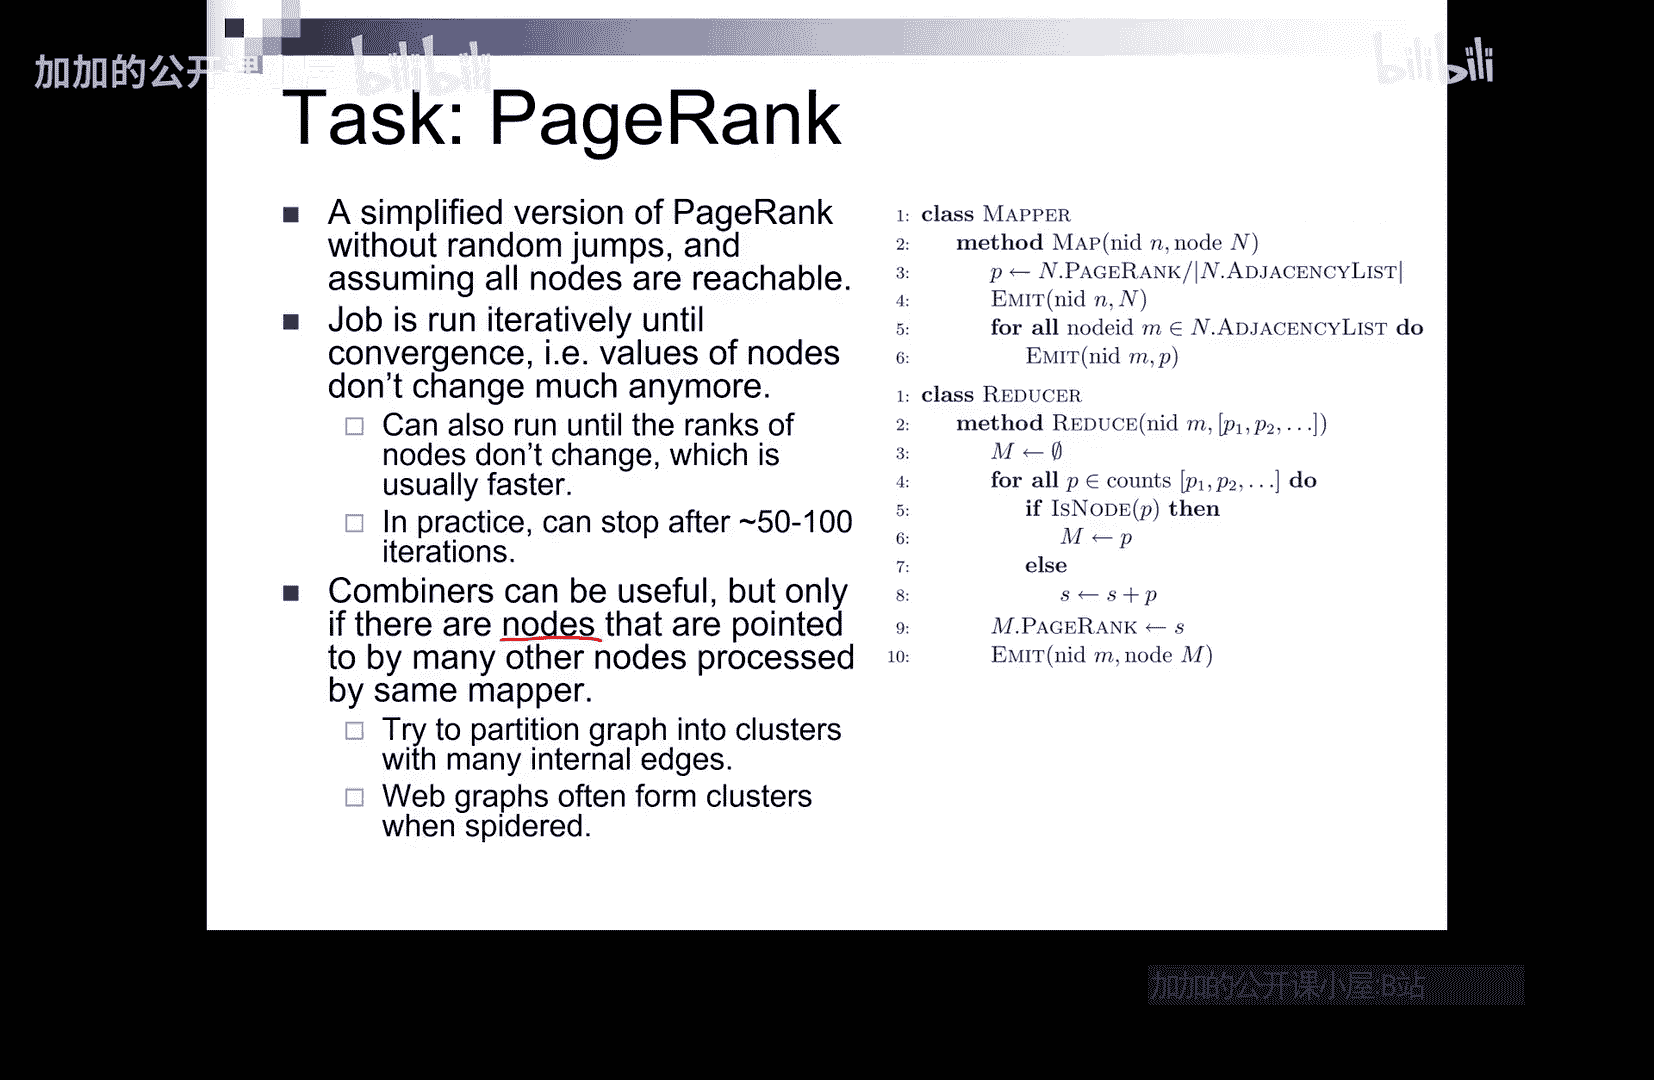 加加的公开课小屋 bilibili
bilibili
Task: PageRank
A simplified version of PageRank
without random jumps, and
assuming all nodes are reachable.
Job is run iteratively until
convergence, i.e. values of nodes
don't change much anymore.
Can also run until the ranks of
nodes don't change, which is
usually faster.
In practice, can stop after ~50-100
iterations.
Combiners can be useful, but only
if there are nodes that are pointed
to by many other nodes processed
by same mapper.
Try to partition graph into clusters
with many internal edges.
Web graphs often form clusters
when spidered.
1: class MAPPER
2: method MAP(nid n, node N)
3: p ← N.PAGERANK/|N.ADJACENCYLIST|
4: EMIT(nid n, N)
5: for all nodeid m ∈ N.ADJACENCYLIST do
6: EMIT(nid m, p)
1: class REDUCER
2: method REDUCE(nid m, [p₁, p₂, . . .])
3: M ← ∅
4: for all p ∈ counts [p₁, p₂, . . .] do
5: if ISNODE(p) then
6: M ← p
7: else
8: s ← s + p
9: M.PAGERANK ← s
10: EMIT(nid m, node M)
加加的公开课小屋:B站